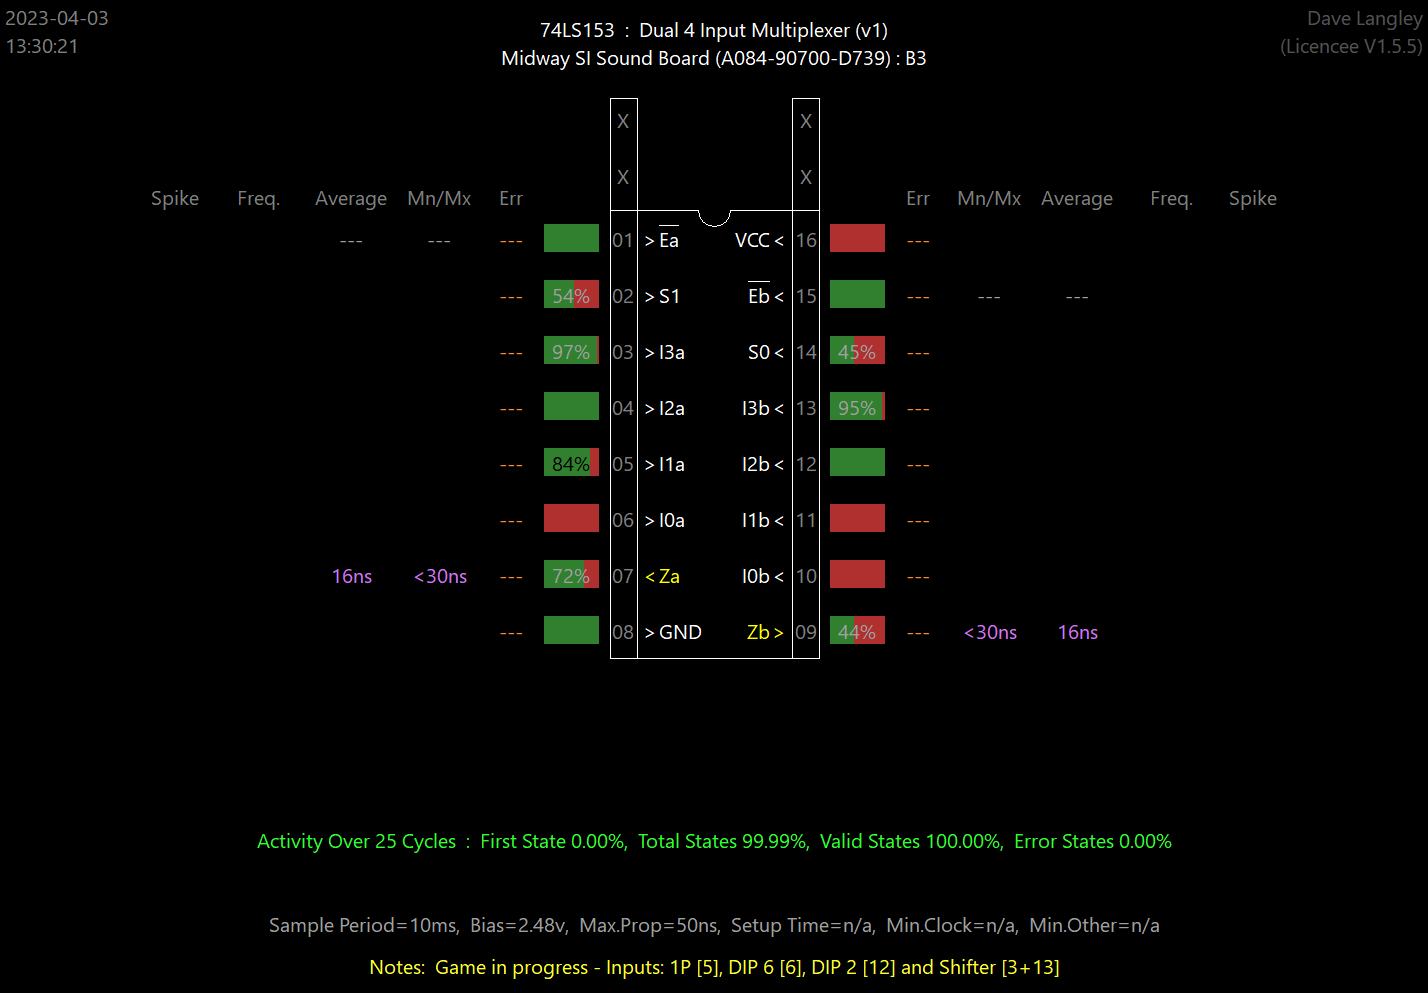 2023-04-03
13:30:21
74LS153 : Dual 4 Input Multiplexer (v1)
Midway SI Sound Board (A084-90700-D739) : B3
Dave Langley
(Licencee V1.5.5)
X X
X X
Spike Freq. Average Mn/Mx Err Err Mn/Mx Average Freq. Spike
--- --- --- 01 > Ea VCC < 16 ---
--- 54% 02 > S1 Eb < 15 --- --- ---
--- 97% 03 > I3a S0 < 14 45% ---
--- 04 > I2a I3b < 13 95% ---
--- 84% 05 > I1a I2b < 12 ---
--- 06 > I0a I1b < 11 ---
16ns <30ns --- 72% 07 < Za I0b < 10 ---
--- 08 > GND Zb > 09 44% --- <30ns 16ns
Activity Over 25 Cycles : First State 0.00%, Total States 99.99%, Valid States 100.00%, Error States 0.00%
Sample Period=10ms, Bias=2.48v, Max.Prop=50ns, Setup Time=n/a, Min.Clock=n/a, Min.Other=n/a
Notes: Game in progress - Inputs: 1P [5], DIP 6 [6], DIP 2 [12] and Shifter [3+13]